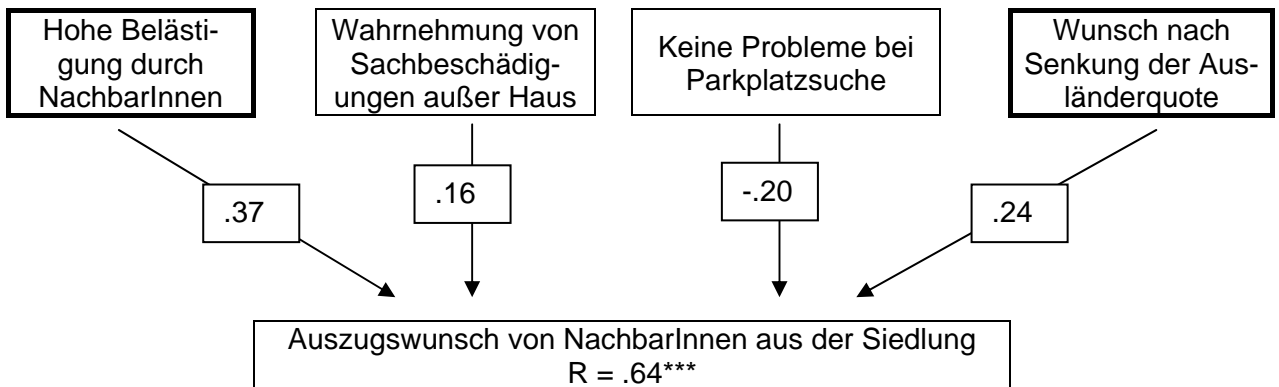 Hohe Belästi-
gung durch
NachbarInnen
Wahrnehmung von
Sachbeschädig-
ungen außer Haus
Keine Probleme bei
Parkplatzsuche
Wunsch nach
Senkung der Aus-
länderquote
.37
.16
-.20
.24
Auszugswunsch von NachbarInnen aus der Siedlung
R = .64***